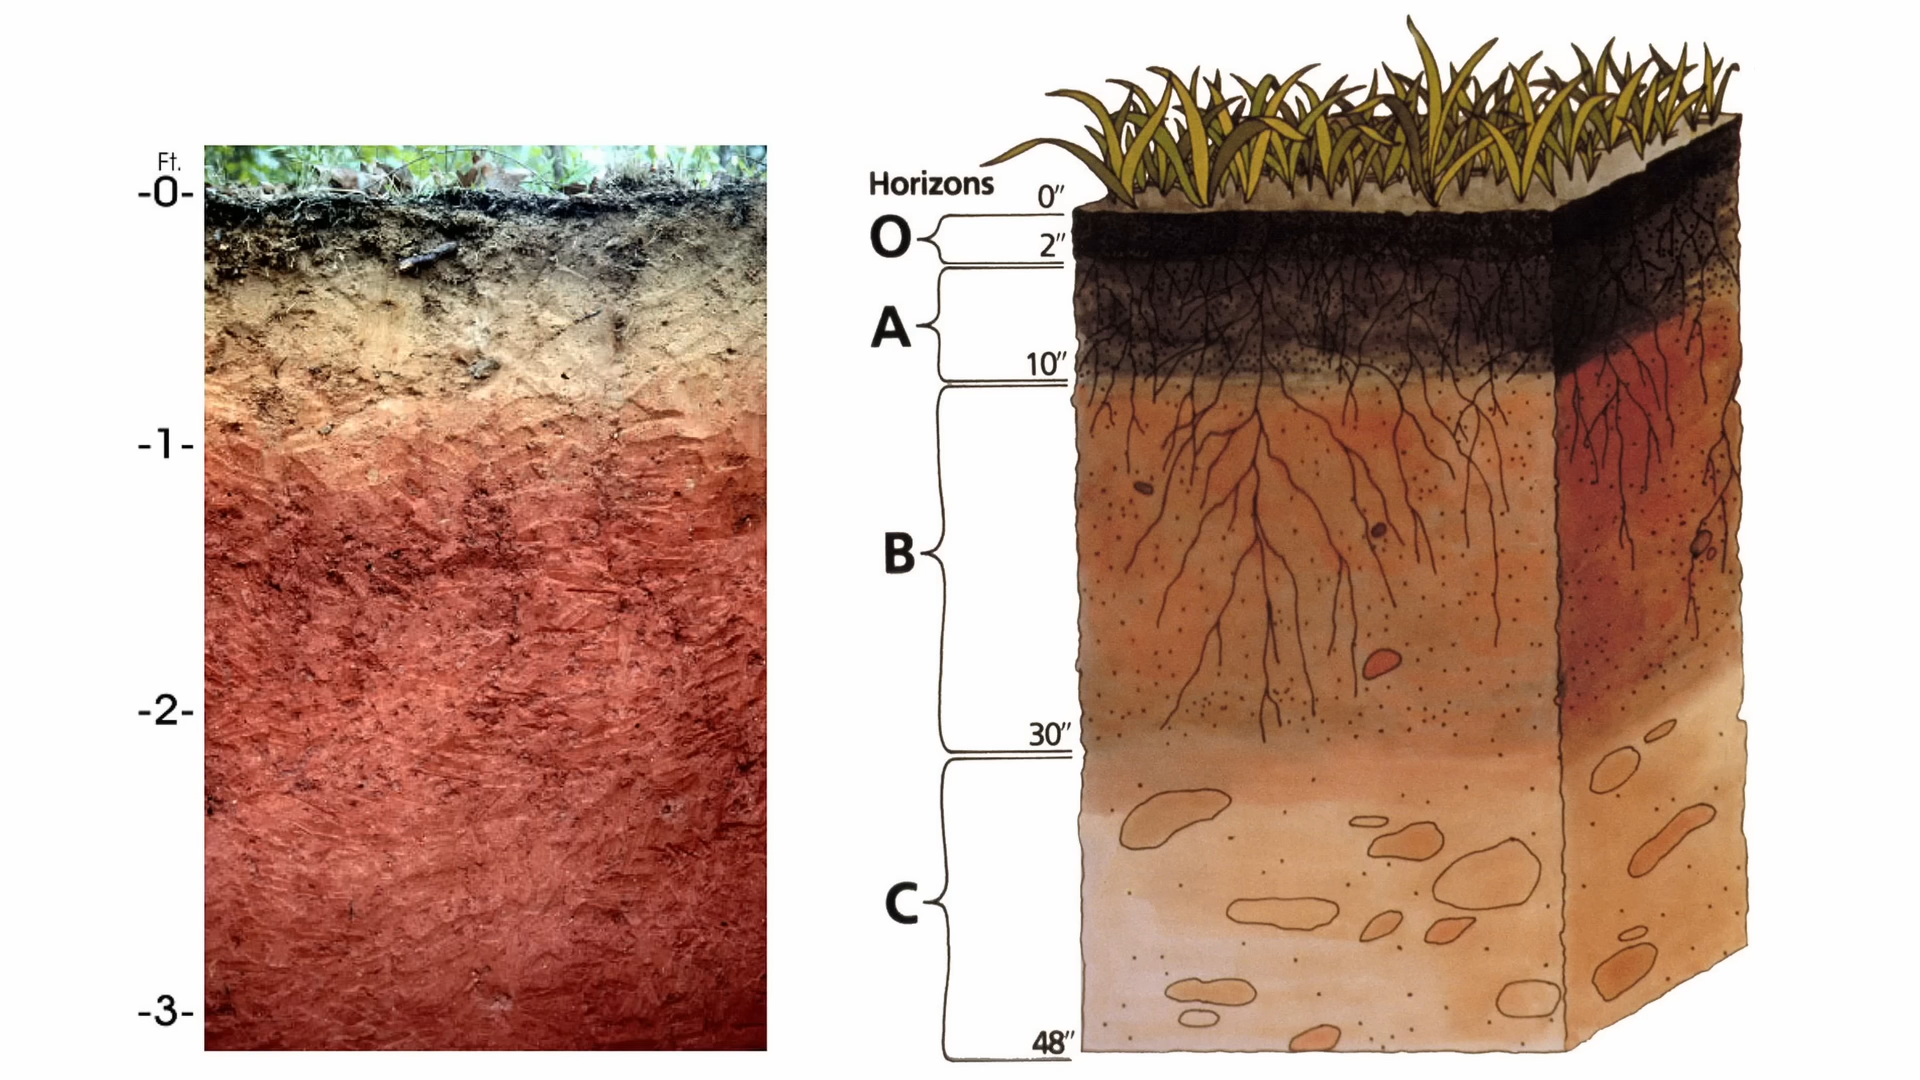 Ft.
-0-
-1-
-2-
-3-
Horizons
0"
O
2"
A
10"
B
30"
C
48"